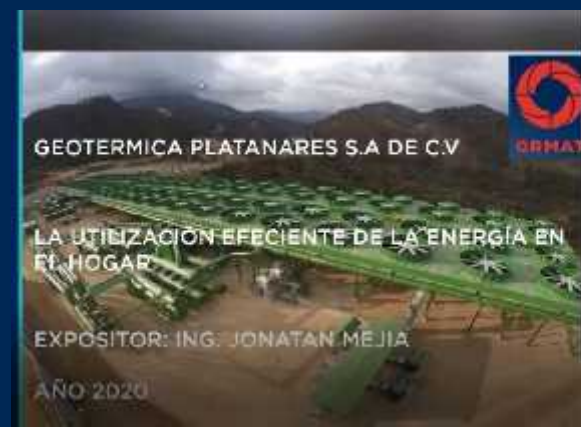 GEOTERMICA PLATANARES S.A DE C.V
ORMAT
LA UTILIZACIÓN EFECIENTE DE LA ENERGÍA EN
EL HOGAR
EXPOSITOR: ING. JONATAN MEJIA
AÑO 2020